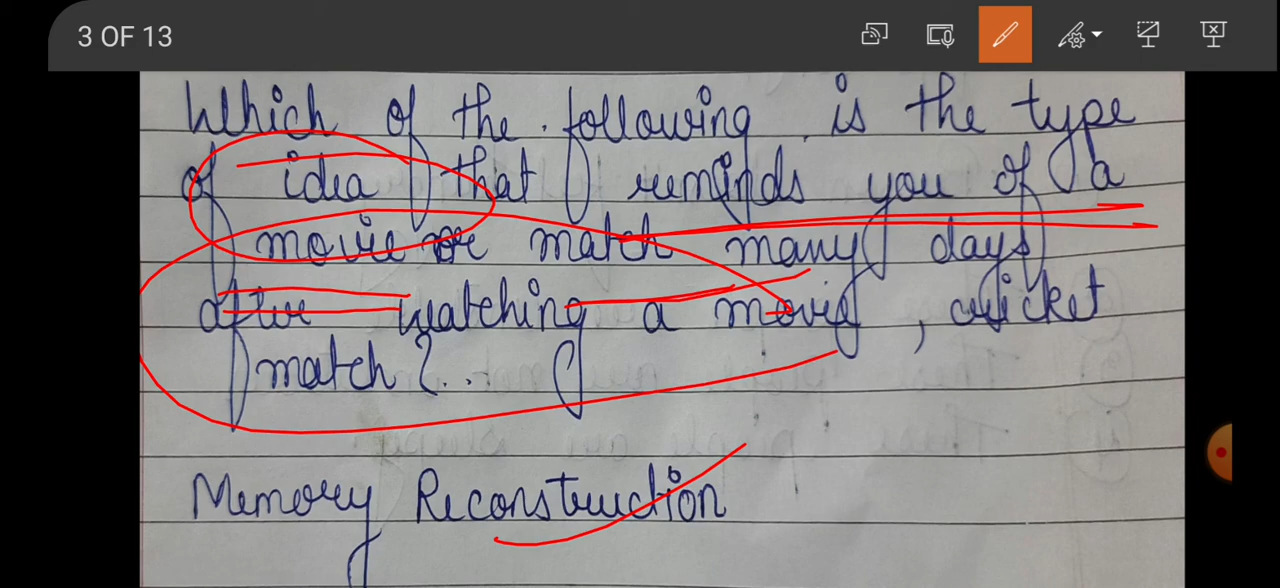 3 OF 13
Which of the following is the type
of idea that reminds you of a
movie or match many days
after watching a movie, cricket
match?...
Memory Reconstruction